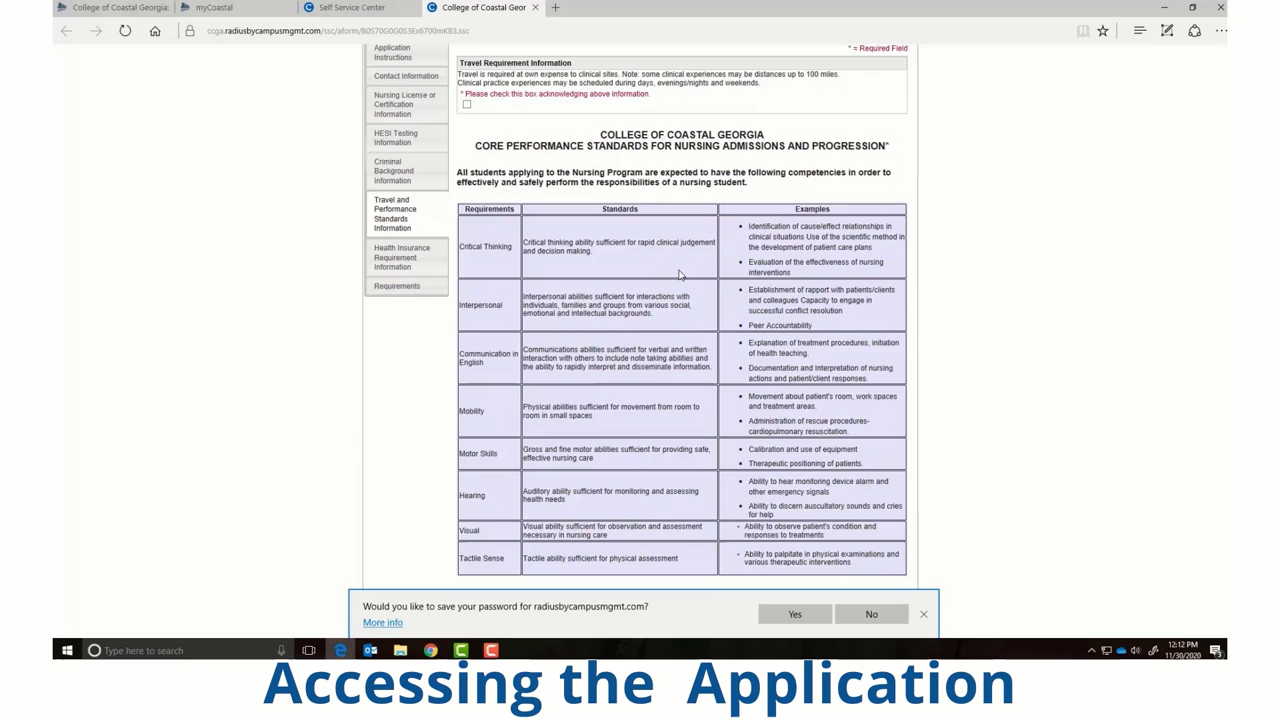 College of Coastal Georgia:
myCoastal
Self Service Center
College of Coastal Geor
ccga.radiusbycampusmgmt.com/ssc/aform/B0S70G0G0S3Ex6700mKB3.ssc
Application
Instructions
Contact Information
Nursing License or
Certification
Information
HESI Testing
Information
Criminal
Background
Information
Travel and
Performance
Standards
Information
Health Insurance
Requirement
Information
Requirements
* = Required Field
Travel Requirement Information
Travel is required at own expense to clinical sites. Note: some clinical experiences may be distances up to 100 miles.
Clinical practice experiences may be scheduled during days, evenings/nights and weekends.
* Please check this box acknowledging above information.
COLLEGE OF COASTAL GEORGIA
CORE PERFORMANCE STANDARDS FOR NURSING ADMISSIONS AND PROGRESSION*
All students applying to the Nursing Program are expected to have the following competencies in order to
effectively and safely perform the responsibilities of a nursing student.
Requirements Standards Examples
Critical Thinking
Critical thinking ability sufficient for rapid clinical judgement
and decision making.
• Identification of cause/effect relationships in
clinical situations Use of the scientific method in
the development of patient care plans
• Evaluation of the effectiveness of nursing
interventions
Interpersonal
Interpersonal abilities sufficient for interactions with
individuals, families and groups from various social,
emotional and intellectual backgrounds.
• Establishment of rapport with patients/clients
and colleagues Capacity to engage in
successful conflict resolution
• Peer Accountability
Communication in
English
Communications abilities sufficient for verbal and written
interaction with others to include note taking abilities and
the ability to rapidly interpret and disseminate information.
• Explanation of treatment procedures, initiation
of health teaching.
• Documentation and Interpretation of nursing
actions and patient/client responses.
Mobility
Physical abilities sufficient for movement from room to
room in small spaces
• Movement about patient's room, work spaces
and treatment areas.
• Administration of rescue procedures-
cardiopulmonary resuscitation.
Motor Skills
Gross and fine motor abilities sufficient for providing safe,
effective nursing care
• Calibration and use of equipment
• Therapeutic positioning of patients.
Hearing
Auditory ability sufficient for monitoring and assessing
health needs
• Ability to hear monitoring device alarm and
other emergency signals
• Ability to discern auscultatory sounds and cries
for help
Visual
Visual ability sufficient for observation and assessment
necessary in nursing care
• Ability to observe patient's condition and
responses to treatments
Tactile Sense
Tactile ability sufficient for physical assessment
• Ability to palpitate in physical examinations and
various therapeutic interventions
Would you like to save your password for radiusbycampusmgmt.com?
More info
Yes
No
Type here to search
12:12 PM
11/30/2020
3
Accessing the Application